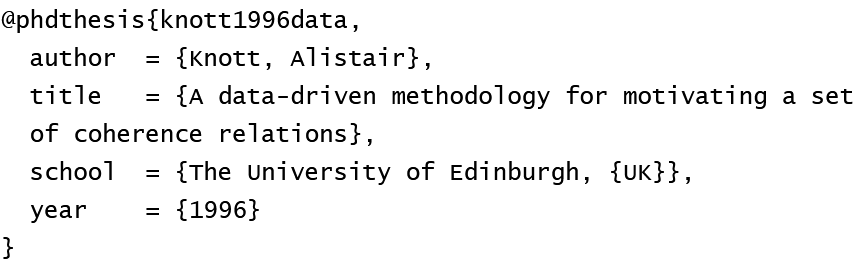 @phdthesis{knott1996data,
  author  = {Knott, Alistair},
  title   = {A data-driven methodology for motivating a set
  of coherence relations},
  school  = {The University of Edinburgh, {UK}},
  year    = {1996}
}